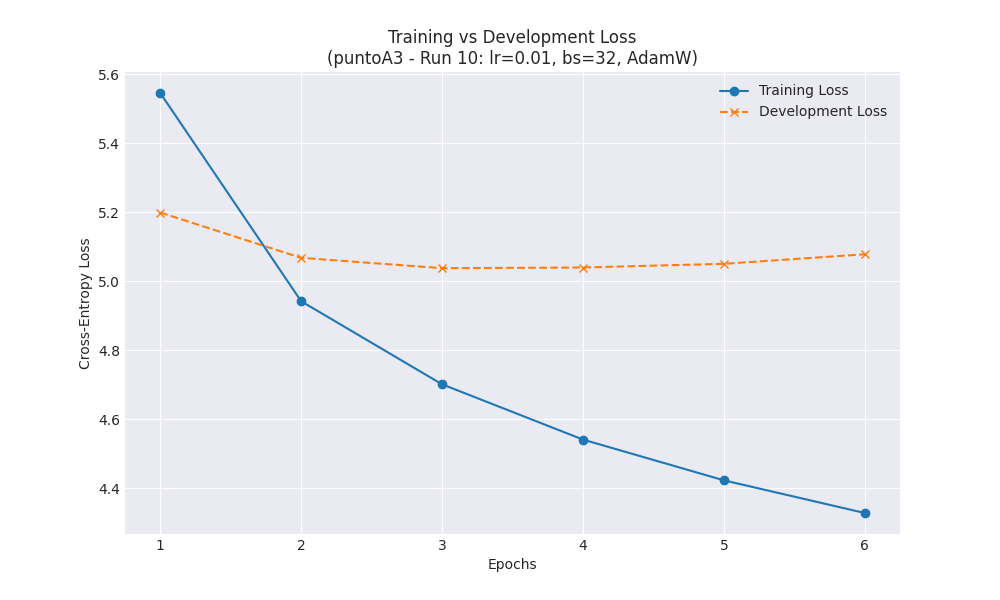 Training vs Development Loss
(puntoA3 - Run 10: lr=0.01, bs=32, AdamW)
Training Loss
Development Loss
Cross-Entropy Loss
5.6
5.4
5.2
5.0
4.8
4.6
4.4
1 2 3 4 5 6
Epochs